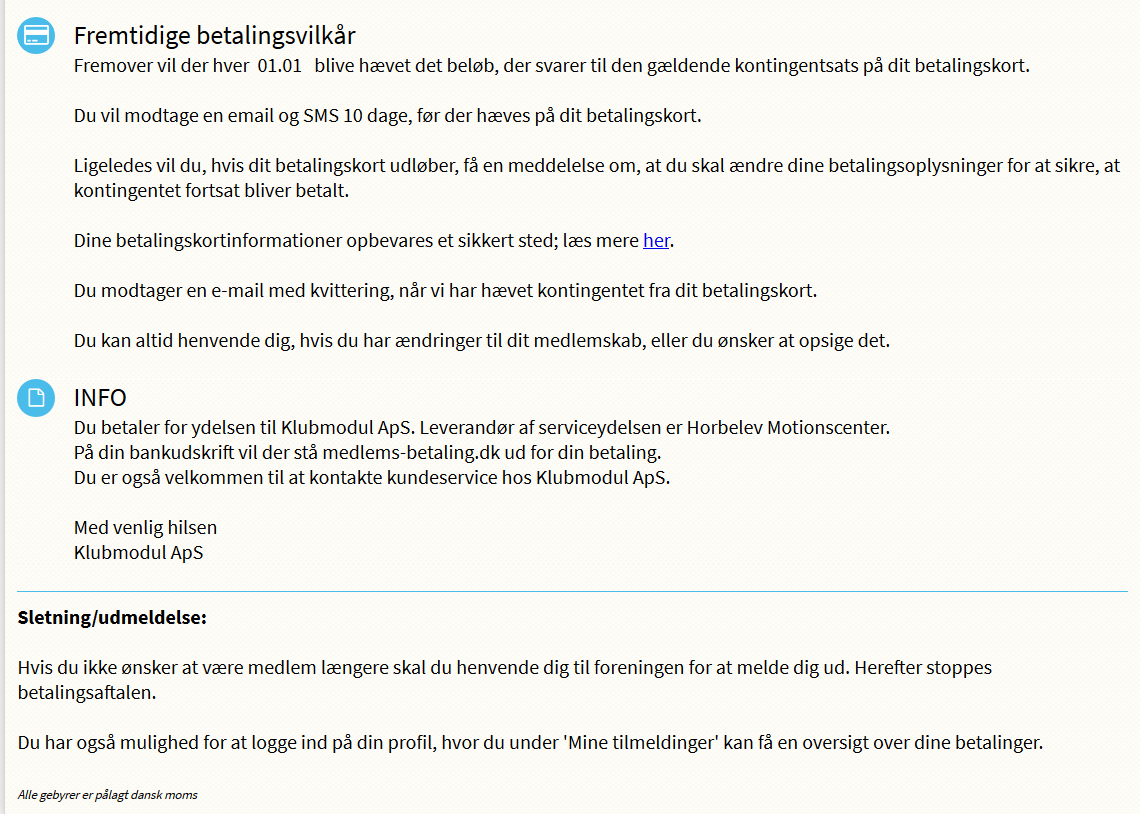 Fremtidige betalingsvilkår
Fremover vil der hver 01.01 blive hævet det beløb, der svarer til den gældende kontingentsats på dit betalingskort.
Du vil modtage en email og SMS 10 dage, før der hæves på dit betalingskort.
Ligeledes vil du, hvis dit betalingskort udløber, få en meddelelse om, at du skal ændre dine betalingsoplysninger for at sikre, at
kontingentet fortsat bliver betalt.
Dine betalingskortinformationer opbevares et sikkert sted; læs mere her.
Du modtager en e-mail med kvittering, når vi har hævet kontingentet fra dit betalingskort.
Du kan altid henvende dig, hvis du har ændringer til dit medlemskab, eller du ønsker at opsige det.
INFO
Du betaler for ydelsen til Klubmodul ApS. Leverandør af serviceydelsen er Horbelev Motionscenter.
På din bankudskrift vil der stå medlems-betaling.dk ud for din betaling.
Du er også velkommen til at kontakte kundeservice hos Klubmodul ApS.
Med venlig hilsen
Klubmodul ApS
Sletning/udmeldelse:
Hvis du ikke ønsker at være medlem længere skal du henvende dig til foreningen for at melde dig ud. Herefter stoppes
betalingsaftalen.
Du har også mulighed for at logge ind på din profil, hvor du under 'Mine tilmeldinger' kan få en oversigt over dine betalinger.
Alle gebyrer er pålagt dansk moms